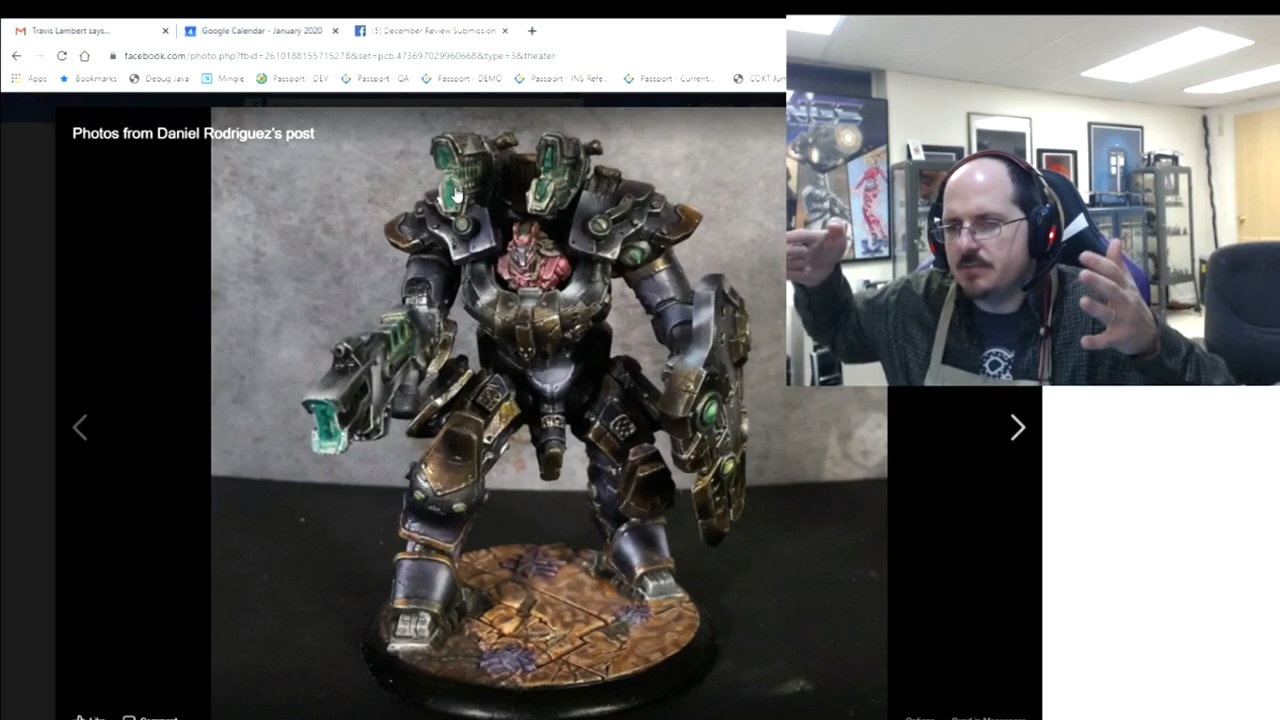 Travis Lambert says...
Google Calendar - January 2020
(5) December Review Submission
facebook.com/photo.php?fbid=2610188155715278&set=pcb.473697029960668&type=3&theater
Apps Bookmarks Debug Java Mingle Passport - DEV Passport - QA Passport - DEMO Passport - INS Refe... Passport - Current...
Photos from Daniel Rodriguez's post